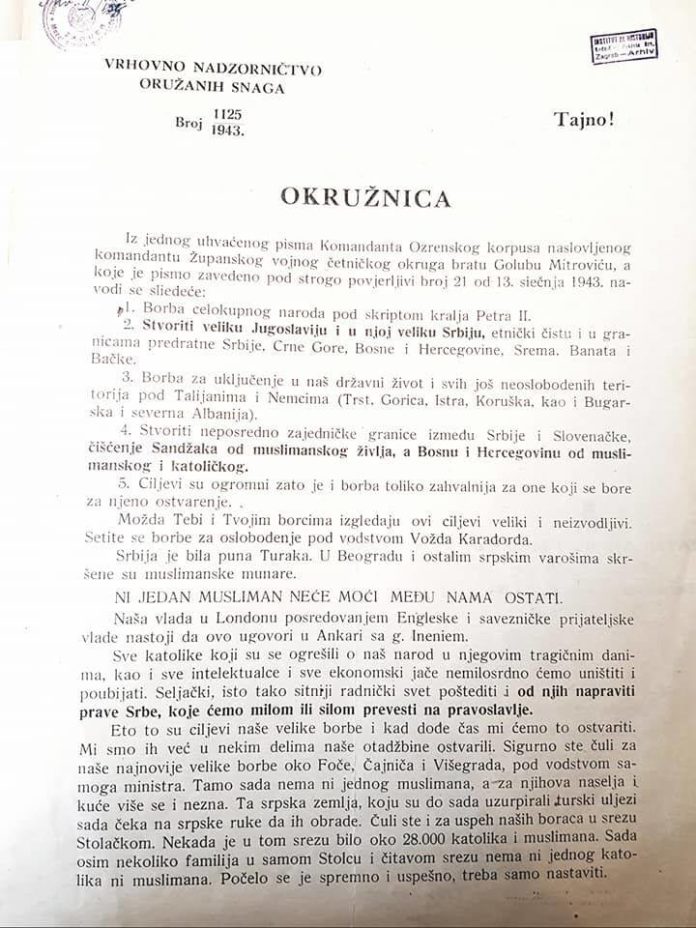 ZAGREB
INSTITUT ZA HISTORIJU
Zagreb — Arhiv
VRHOVNO NADZORNIČTVO
ORUŽANIH SNAGA
Broj 1125
1943.
Tajno!
OKRUŽNICA
Iz jednog uhvaćenog pisma Komandanta Ozrenskog korpusa naslovljenog
komandantu Županskog vojnog četničkog okruga bratu Golubu Mitroviću, a
koje je pismo zavedeno pod strogo povjerljivi broj 21 od 13. siečnja 1943. na-
vodi se sliedeće:
1. Borba celokupnog naroda pod skriptom kralja Petra II.
2. Stvoriti veliku Jugoslaviju i u njoj veliku Srbiju, etnički čistu i u gra-
nicama predratne Srbije, Crne Gore, Bosne i Hercegovine, Srema. Banata i
Bačke.
3. Borba za uključenje u naš državni život i svih još neoslobodenih teri-
torija pod Talijanima i Nemcima (Trst, Gorica, Istra, Koruška, kao i Bugar-
ska i severna Albanija).
4. Stvoriti neposredno zajedničke granice izmedu Srbije i Slovenačke,
čišćenje Sandžaka od muslimanskog življa, a Bosnu i Hercegovinu od musli-
manskog i katoličkog.
5. Ciljevi su ogromni zato je i borba toliko zahvalnija za one koji se bore
za njeno ostvarenje.
Možda Tebi i Tvojim borcima izgledaju ovi ciljevi veliki i neizvodljivi.
Setite se borbe za oslobodenje pod vodstvom Vožda Karadorda.
Srbija je bila puna Turaka. U Beogradu i ostalim srpskim varošima skr-
šene su muslimanske munare.
NI JEDAN MUSLIMAN NEĆE MOĆI MEDU NAMA OSTATI.
Naša vlada u Londonu posredovanjem Engleske i savezničke prijateljske
vlade nastoji da ovo ugovori u Ankari sa g. Ineniem.
Sve katolike koji su se ogrešili o naš narod u njegovim tragičnim dani-
ma, kao i sve intelektualce i sve ekonomski jače nemilosrdno ćemo uništiti i
poubijati. Seljački, isto tako sitniji radnički svet poštediti i od njih napraviti
prave Srbe, koje ćemo milom ili silom prevesti na pravoslavlje.
Eto to su ciljevi naše velike borbe i kad dode čas mi ćemo to ostvariti.
Mi smo ih već u nekim delima naše otadžbine ostvarili. Sigurno ste čuli za
naše najnovije velike borbe oko Foče, Čajniča i Višegrada, pod vodstvom sa-
moga ministra. Tamo sada nema ni jednog muslimana, a za njihova naselja i
kuće više se i nezna. Ta srpska zemlja, koju su do sada uzurpirali turski uljezi
sada čeka na srpske ruke da ih obrade. Čuli ste i za uspeh naših boraca u srezu
Stolačkom. Nekada je u tom srezu bilo oko 28.000 katolika i muslimana. Sada
osim nekoliko familija u samom Stolcu i čitavom srezu nema ni jednog kato-
lika ni muslimana. Počelo se je spremno i uspešno, treba samo nastaviti.